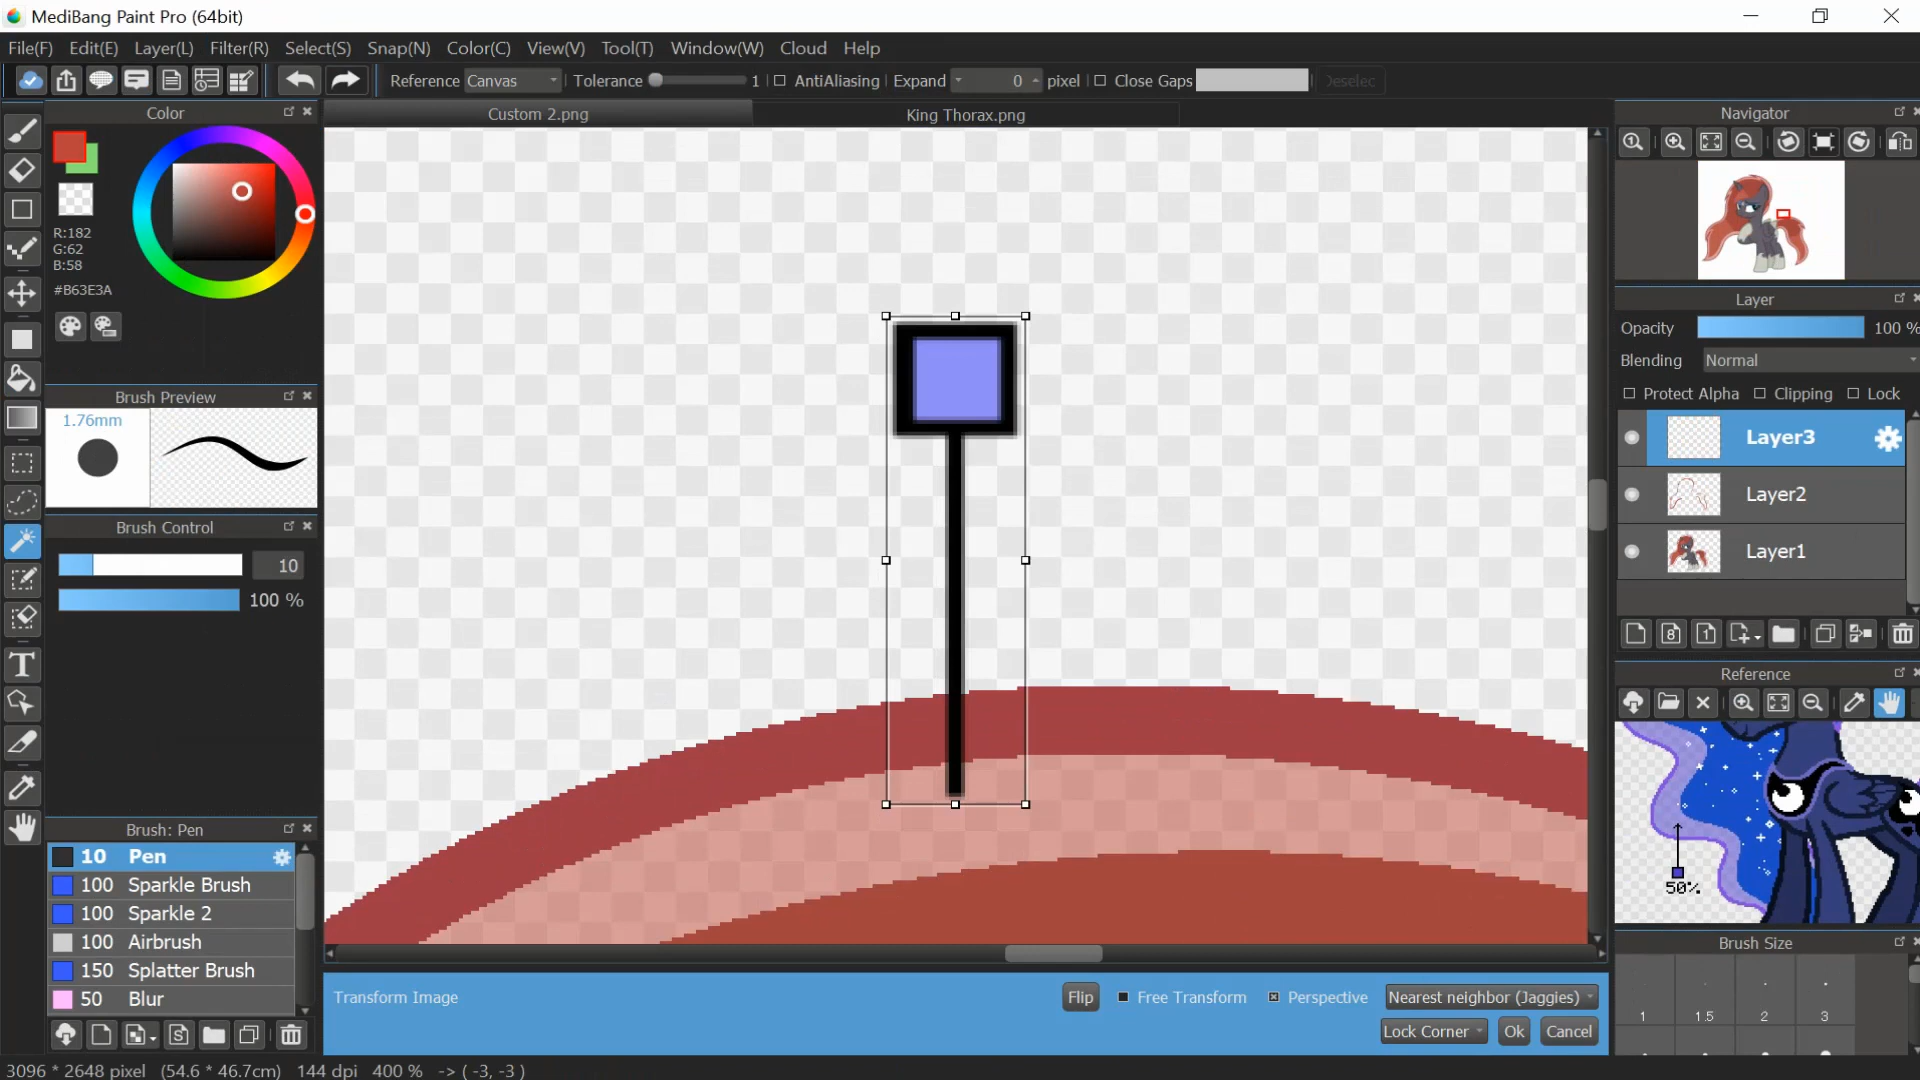 MediBang Paint Pro (64bit)
File(F) Edit(E) Layer(L) Filter(R) Select(S) Snap(N) Color(C) View(V) Tool(T) Window(W) Cloud Help
Reference Canvas Tolerance 1 AntiAliasing Expand 0 pixel Close Gaps Deselec
Color
Custom 2.png
King Thorax.png
Navigator
R:182
G:62
B:58
#B63E3A
Layer
Opacity 100 %
Blending Normal
Protect Alpha Clipping Lock
Layer3
Layer2
Layer1
Brush Preview
1.76mm
Brush Control
10
100 %
Reference
50%
Brush: Pen
10 Pen
100 Sparkle Brush
100 Sparkle 2
100 Airbrush
150 Splatter Brush
50 Blur
Brush Size
1 1.5 2 3
Transform Image
Flip Free Transform Perspective Nearest neighbor (Jaggies)
Lock Corner Ok Cancel
3096 * 2648 pixel (54.6 * 46.7cm) 144 dpi 400 % -> ( -3, -3 )